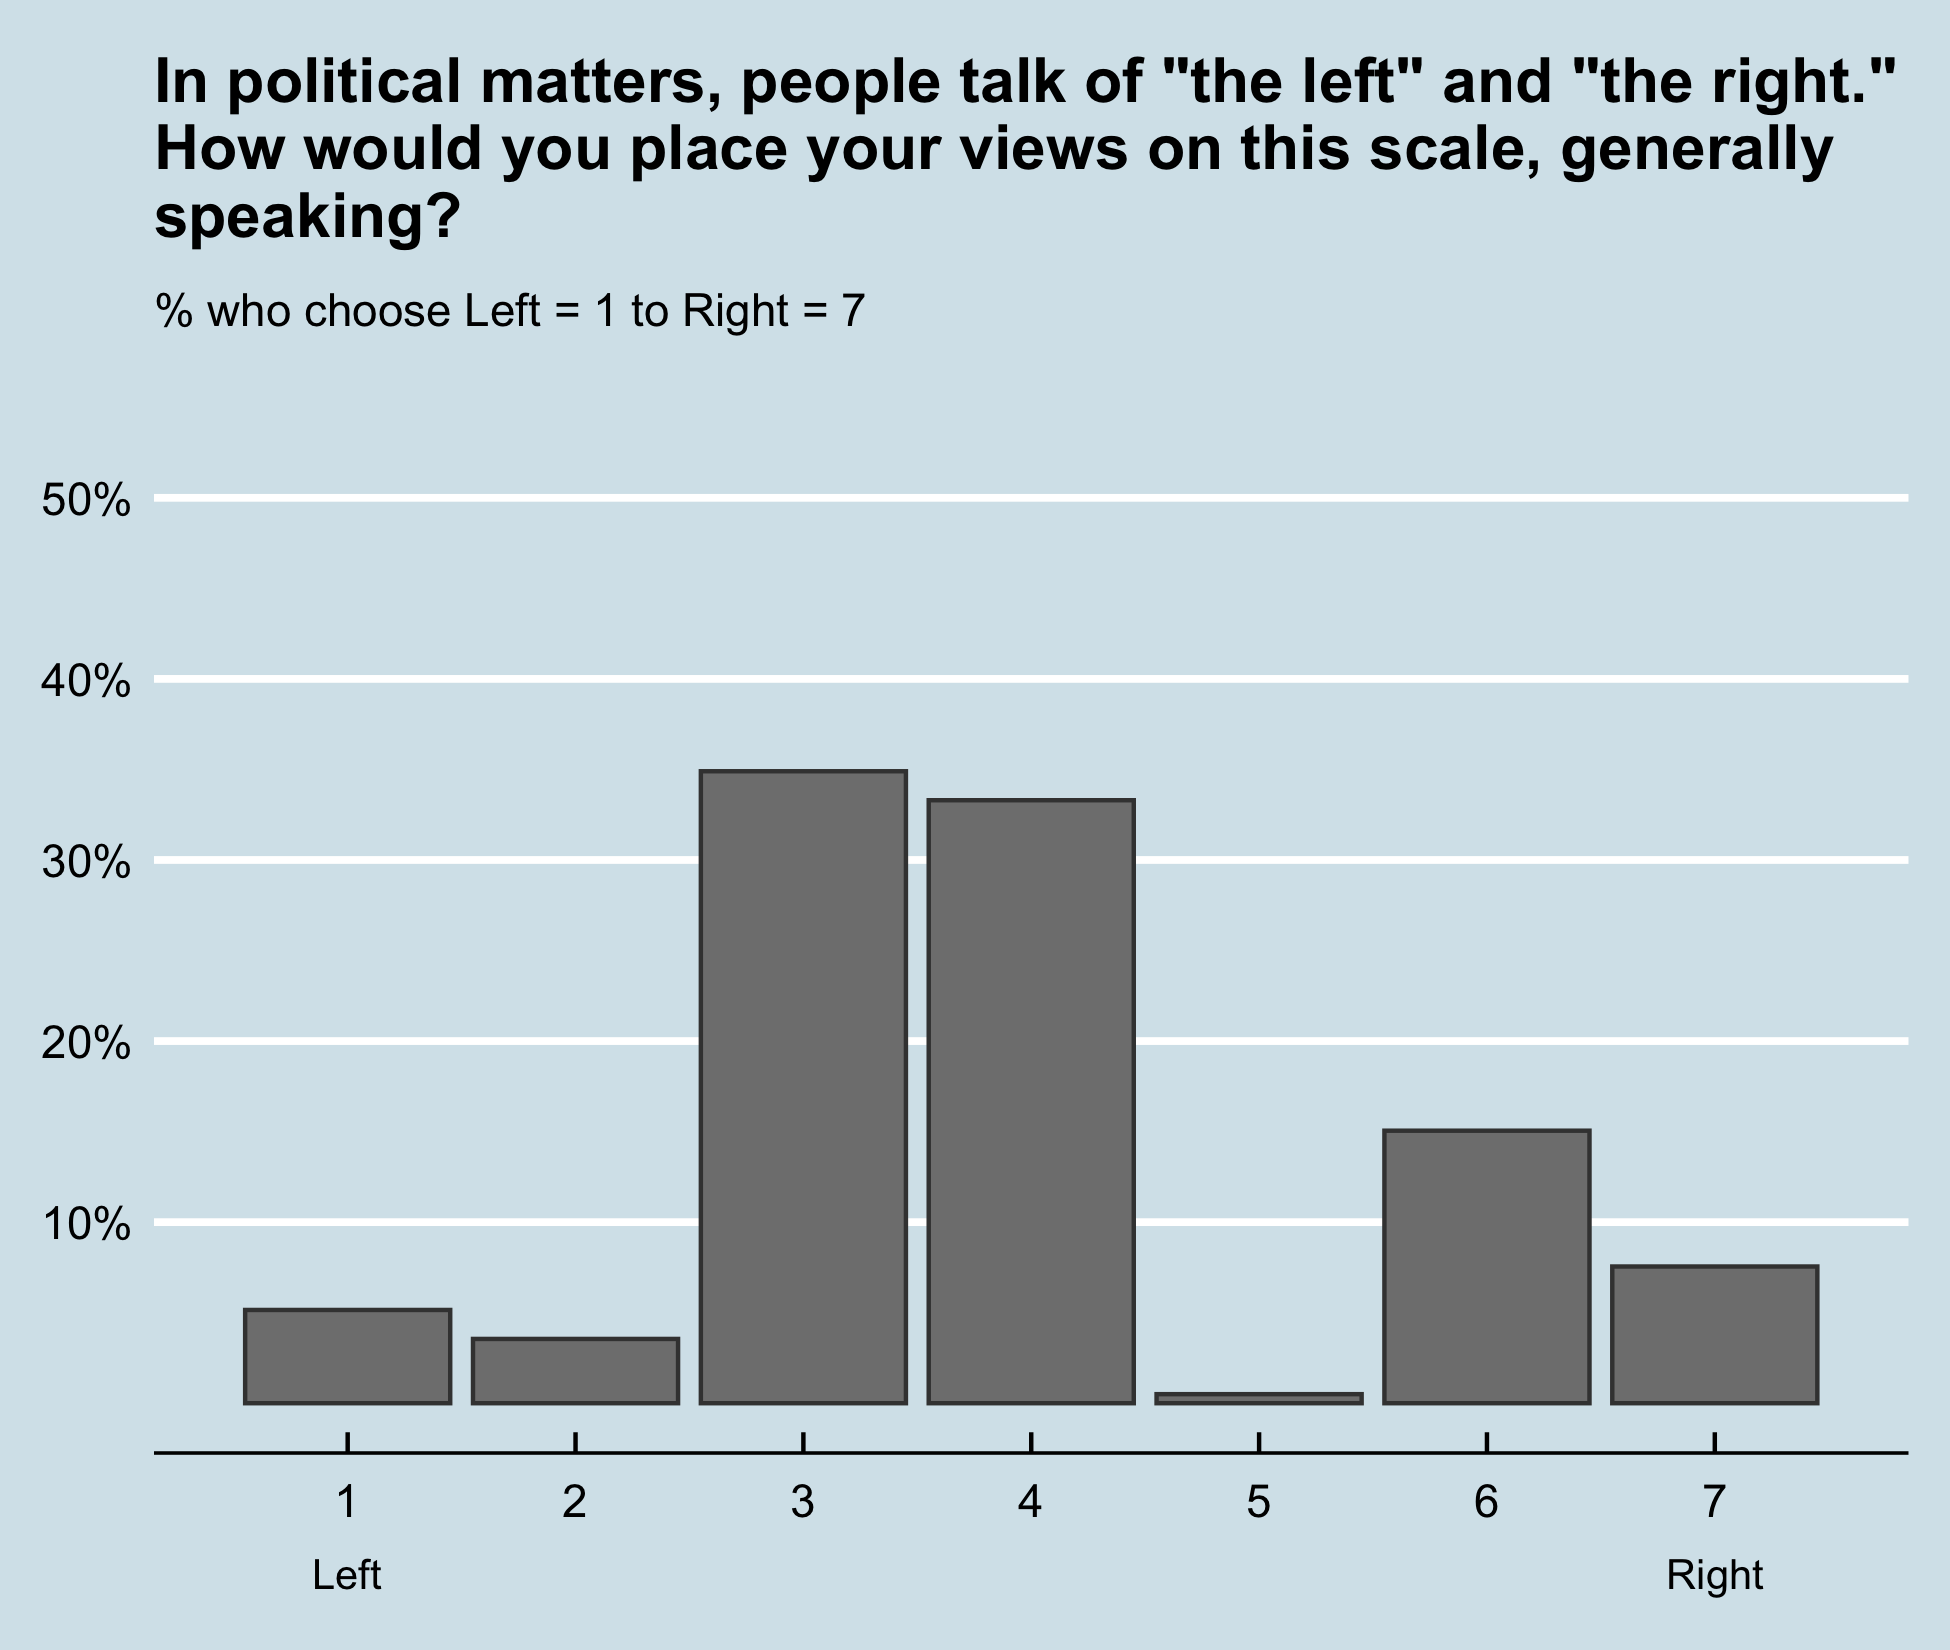 In political matters, people talk of "the left" and "the right."
How would you place your views on this scale, generally
speaking?
% who choose Left = 1 to Right = 7
50%
40%
30%
20%
10%
1 2 3 4 5 6 7
Left Right